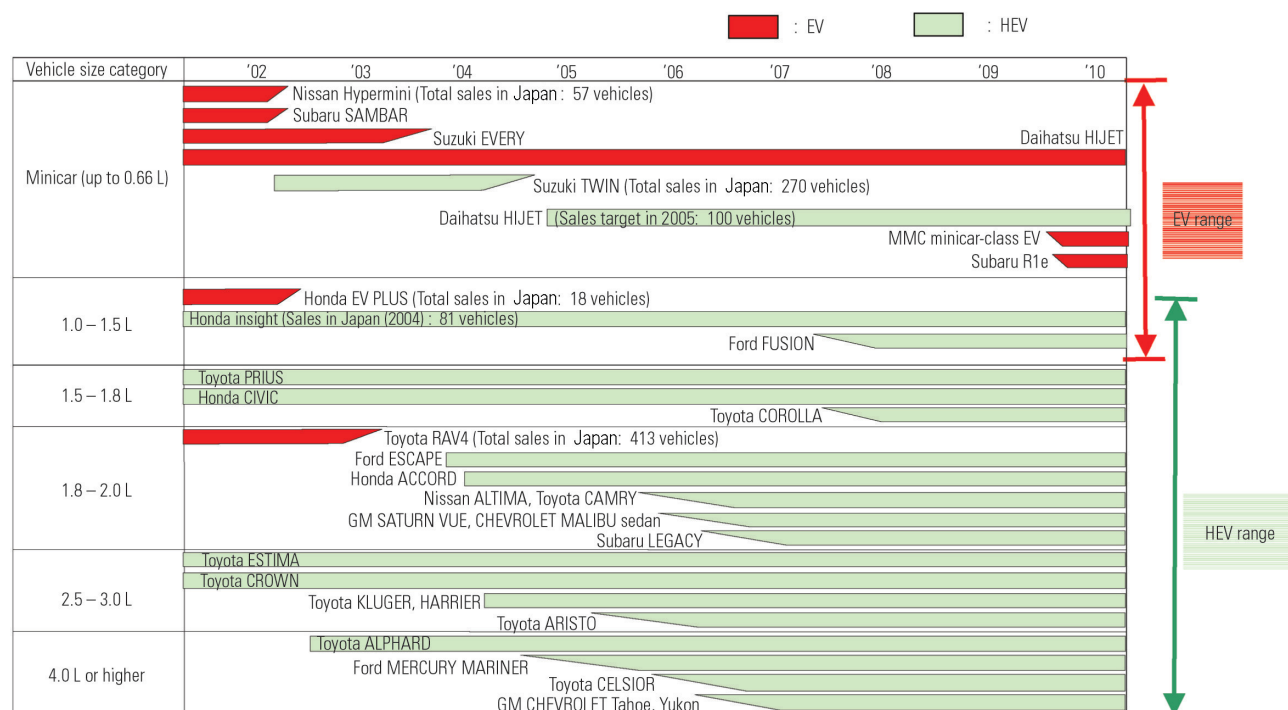 : EV : HEV
Vehicle size category '02 '03 '04 '05 '06 '07 '08 '09 '10
Minicar (up to 0.66 L)
Nissan Hypermini (Total sales in Japan : 57 vehicles)
Subaru SAMBAR
Suzuki EVERY
Daihatsu HIJET
Suzuki TWIN (Total sales in Japan: 270 vehicles)
Daihatsu HIJET (Sales target in 2005: 100 vehicles)
MMC minicar-class EV
Subaru R1e
EV range
1.0 – 1.5 L
Honda EV PLUS (Total sales in Japan: 18 vehicles)
Honda insight (Sales in Japan (2004) : 81 vehicles)
Ford FUSION
1.5 – 1.8 L
Toyota PRIUS
Honda CIVIC
Toyota COROLLA
1.8 – 2.0 L
Toyota RAV4 (Total sales in Japan: 413 vehicles)
Ford ESCAPE
Honda ACCORD
Nissan ALTIMA, Toyota CAMRY
GM SATURN VUE, CHEVROLET MALIBU sedan
Subaru LEGACY
HEV range
2.5 – 3.0 L
Toyota ESTIMA
Toyota CROWN
Toyota KLUGER, HARRIER
Toyota ARISTO
4.0 L or higher
Toyota ALPHARD
Ford MERCURY MARINER
Toyota CELSIOR
GM CHEVROLET Tahoe, Yukon